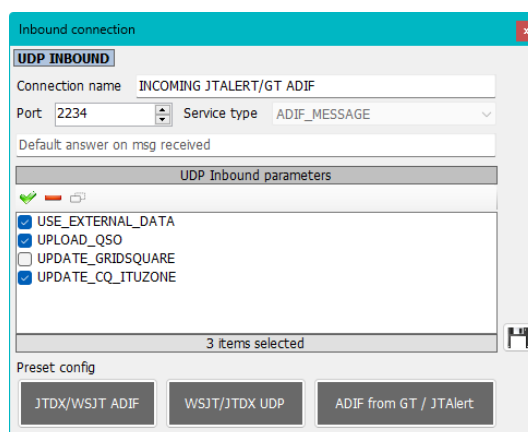 Inbound connection
UDP INBOUND
Connection name INCOMING JTALERT/GT ADIF
Port 2234 Service type ADIF_MESSAGE
Default answer on msg received
UDP Inbound parameters
USE_EXTERNAL_DATA
UPLOAD_QSO
UPDATE_GRIDSQUARE
UPDATE_CQ_ITUZONE
3 items selected
Preset config
JTDX/WSJT ADIF WSJT/JTDX UDP ADIF from GT / JTAlert